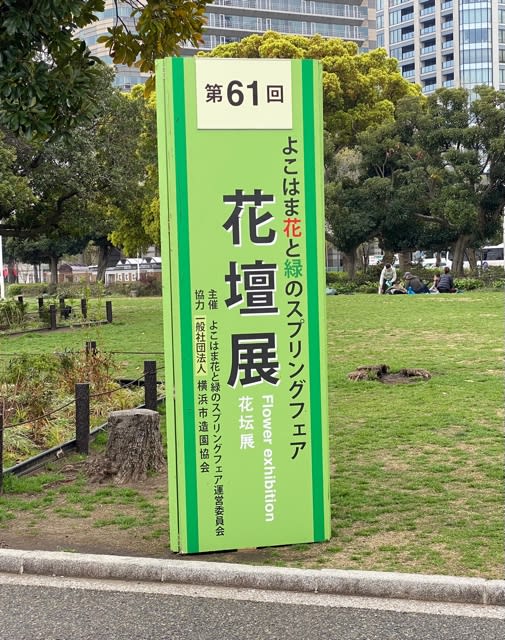 第61回
よこはま花と緑のスプリングフェア
花壇展
Flower exhibition
花坛展
主催　よこはま花と緑のスプリングフェア運営委員会
協力　一般社団法人　横浜市造園協会